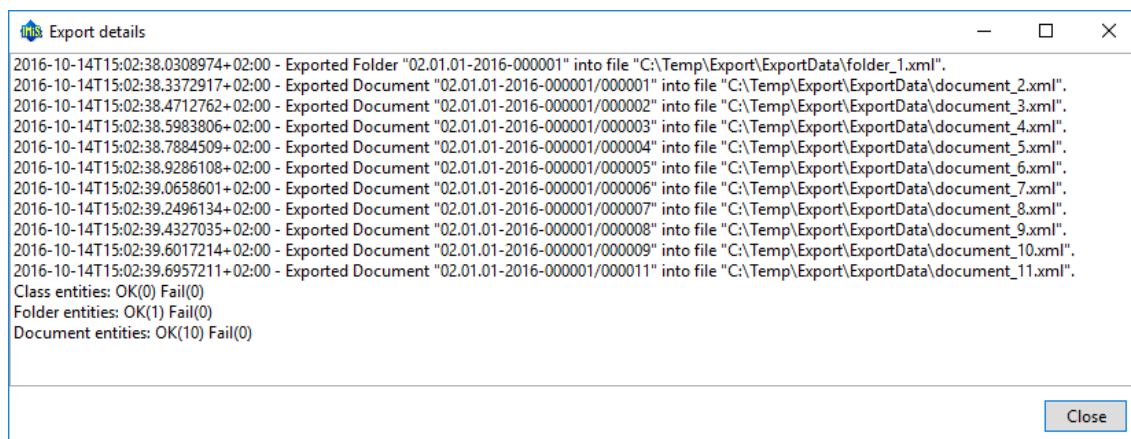 IMiS Export details
2016-10-14T15:02:38.0308974+02:00 - Exported Folder "02.01.01-2016-000001" into file "C:\Temp\Export\ExportData\folder_1.xml".
2016-10-14T15:02:38.3372917+02:00 - Exported Document "02.01.01-2016-000001/000001" into file "C:\Temp\Export\ExportData\document_2.xml".
2016-10-14T15:02:38.4712762+02:00 - Exported Document "02.01.01-2016-000001/000002" into file "C:\Temp\Export\ExportData\document_3.xml".
2016-10-14T15:02:38.5983806+02:00 - Exported Document "02.01.01-2016-000001/000003" into file "C:\Temp\Export\ExportData\document_4.xml".
2016-10-14T15:02:38.7884509+02:00 - Exported Document "02.01.01-2016-000001/000004" into file "C:\Temp\Export\ExportData\document_5.xml".
2016-10-14T15:02:38.9286108+02:00 - Exported Document "02.01.01-2016-000001/000005" into file "C:\Temp\Export\ExportData\document_6.xml".
2016-10-14T15:02:39.0658601+02:00 - Exported Document "02.01.01-2016-000001/000006" into file "C:\Temp\Export\ExportData\document_7.xml".
2016-10-14T15:02:39.2496134+02:00 - Exported Document "02.01.01-2016-000001/000007" into file "C:\Temp\Export\ExportData\document_8.xml".
2016-10-14T15:02:39.4327035+02:00 - Exported Document "02.01.01-2016-000001/000008" into file "C:\Temp\Export\ExportData\document_9.xml".
2016-10-14T15:02:39.6017214+02:00 - Exported Document "02.01.01-2016-000001/000009" into file "C:\Temp\Export\ExportData\document_10.xml".
2016-10-14T15:02:39.6957211+02:00 - Exported Document "02.01.01-2016-000001/000011" into file "C:\Temp\Export\ExportData\document_11.xml".
Class entities: OK(0) Fail(0)
Folder entities: OK(1) Fail(0)
Document entities: OK(10) Fail(0)
Close